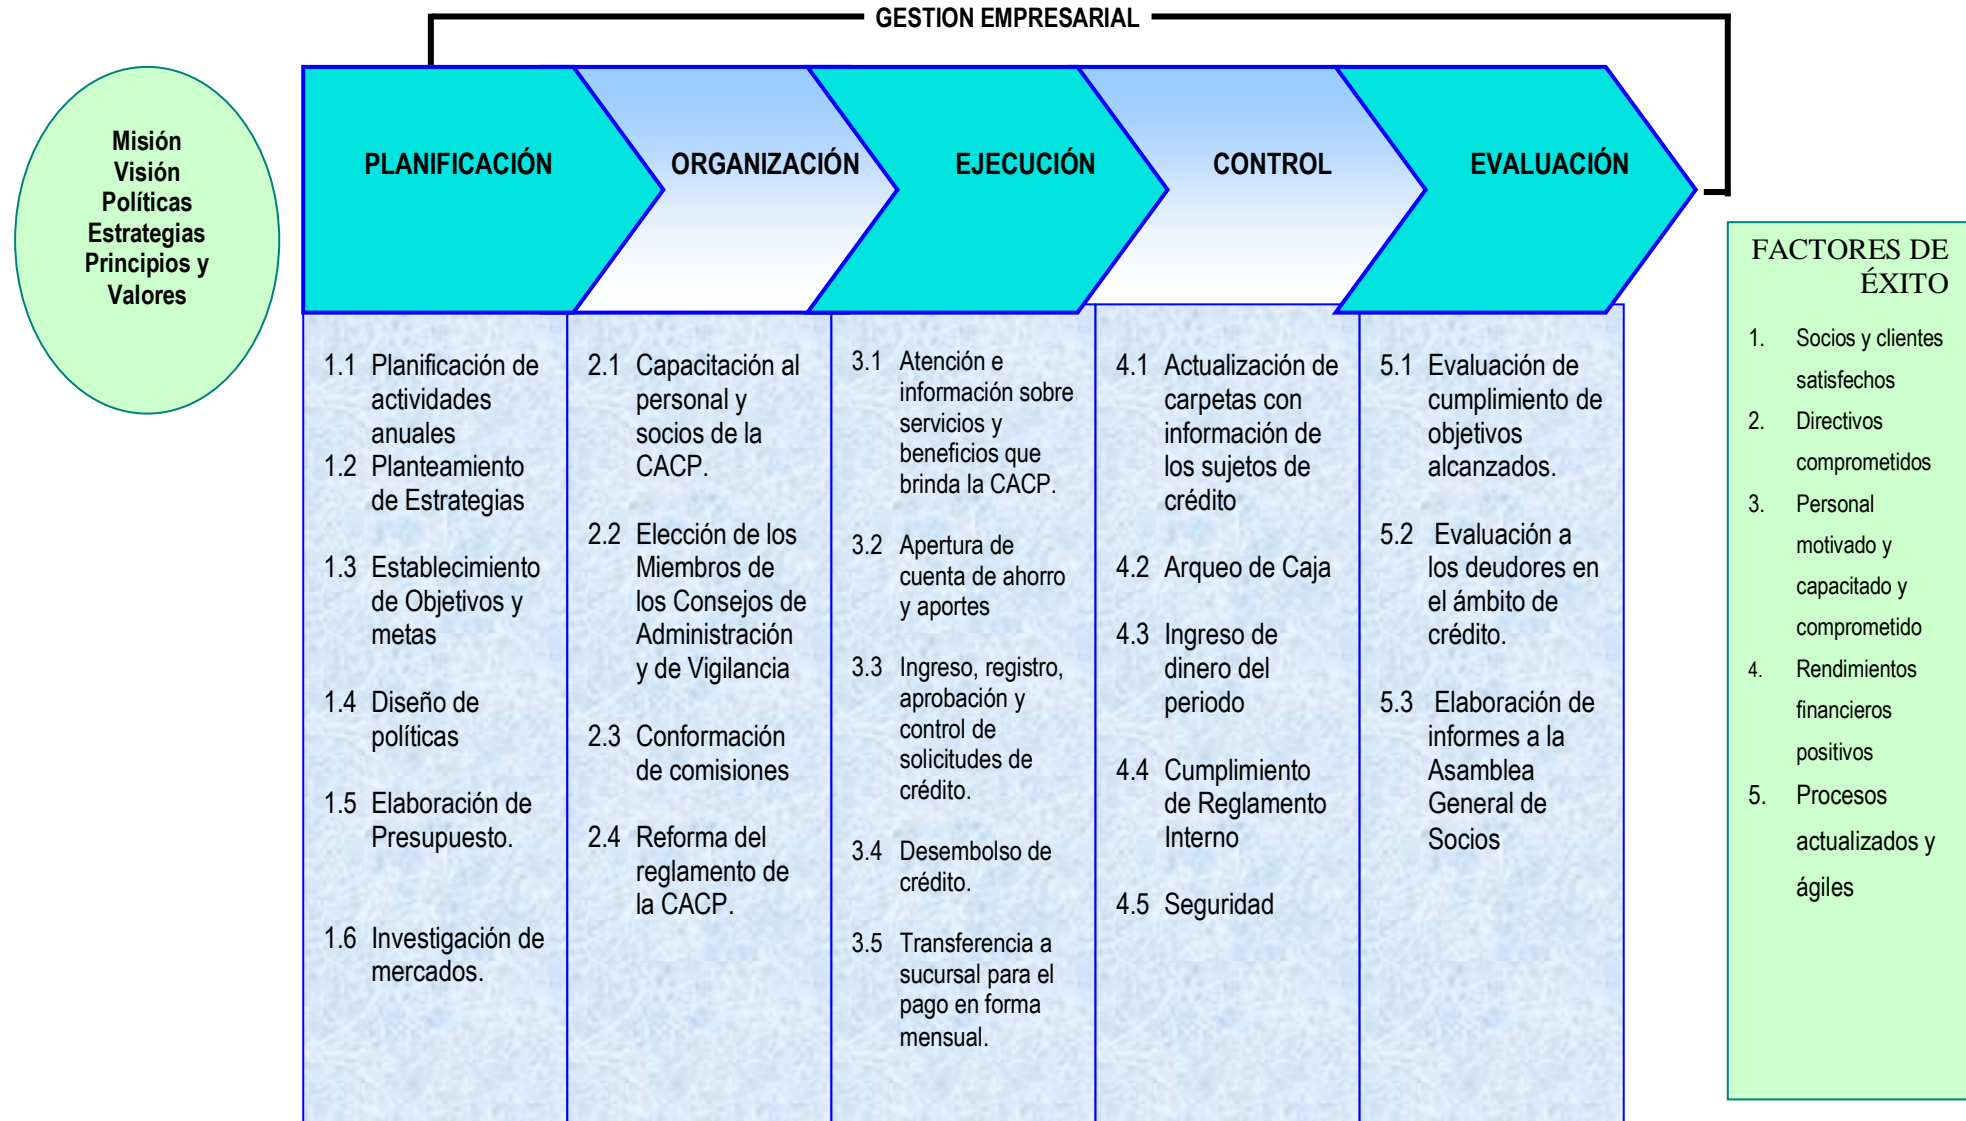 GESTION EMPRESARIAL
Misión
Visión
Políticas
Estrategias
Principios y
Valores
PLANIFICACIÓN
ORGANIZACIÓN
EJECUCIÓN
CONTROL
EVALUACIÓN
1.1 Planificación de
actividades
anuales
1.2 Planteamiento
de Estrategias
1.3 Establecimiento
de Objetivos y
metas
1.4 Diseño de
políticas
1.5 Elaboración de
Presupuesto.
1.6 Investigación de
mercados.
2.1 Capacitación al
personal y
socios de la
CACP.
2.2 Elección de los
Miembros de
los Consejos de
Administración
y de Vigilancia
2.3 Conformación
de comisiones
2.4 Reforma del
reglamento de
la CACP.
3.1 Atención e
información sobre
servicios y
beneficios que
brinda la CACP.
3.2 Apertura de
cuenta de ahorro
y aportes
3.3 Ingreso, registro,
aprobación y
control de
solicitudes de
crédito.
3.4 Desembolso de
crédito.
3.5 Transferencia a
sucursal para el
pago en forma
mensual.
4.1 Actualización de
carpetas con
información de
los sujetos de
crédito
4.2 Arqueo de Caja
4.3 Ingreso de
dinero del
periodo
4.4 Cumplimiento
de Reglamento
Interno
4.5 Seguridad
5.1 Evaluación de
cumplimiento de
objetivos
alcanzados.
5.2 Evaluación a
los deudores en
el ámbito de
crédito.
5.3 Elaboración de
informes a la
Asamblea
General de
Socios
FACTORES DE
ÉXITO
1. Socios y clientes
satisfechos
2. Directivos
comprometidos
3. Personal
motivado y
capacitado y
comprometido
4. Rendimientos
financieros
positivos
5. Procesos
actualizados y
ágiles